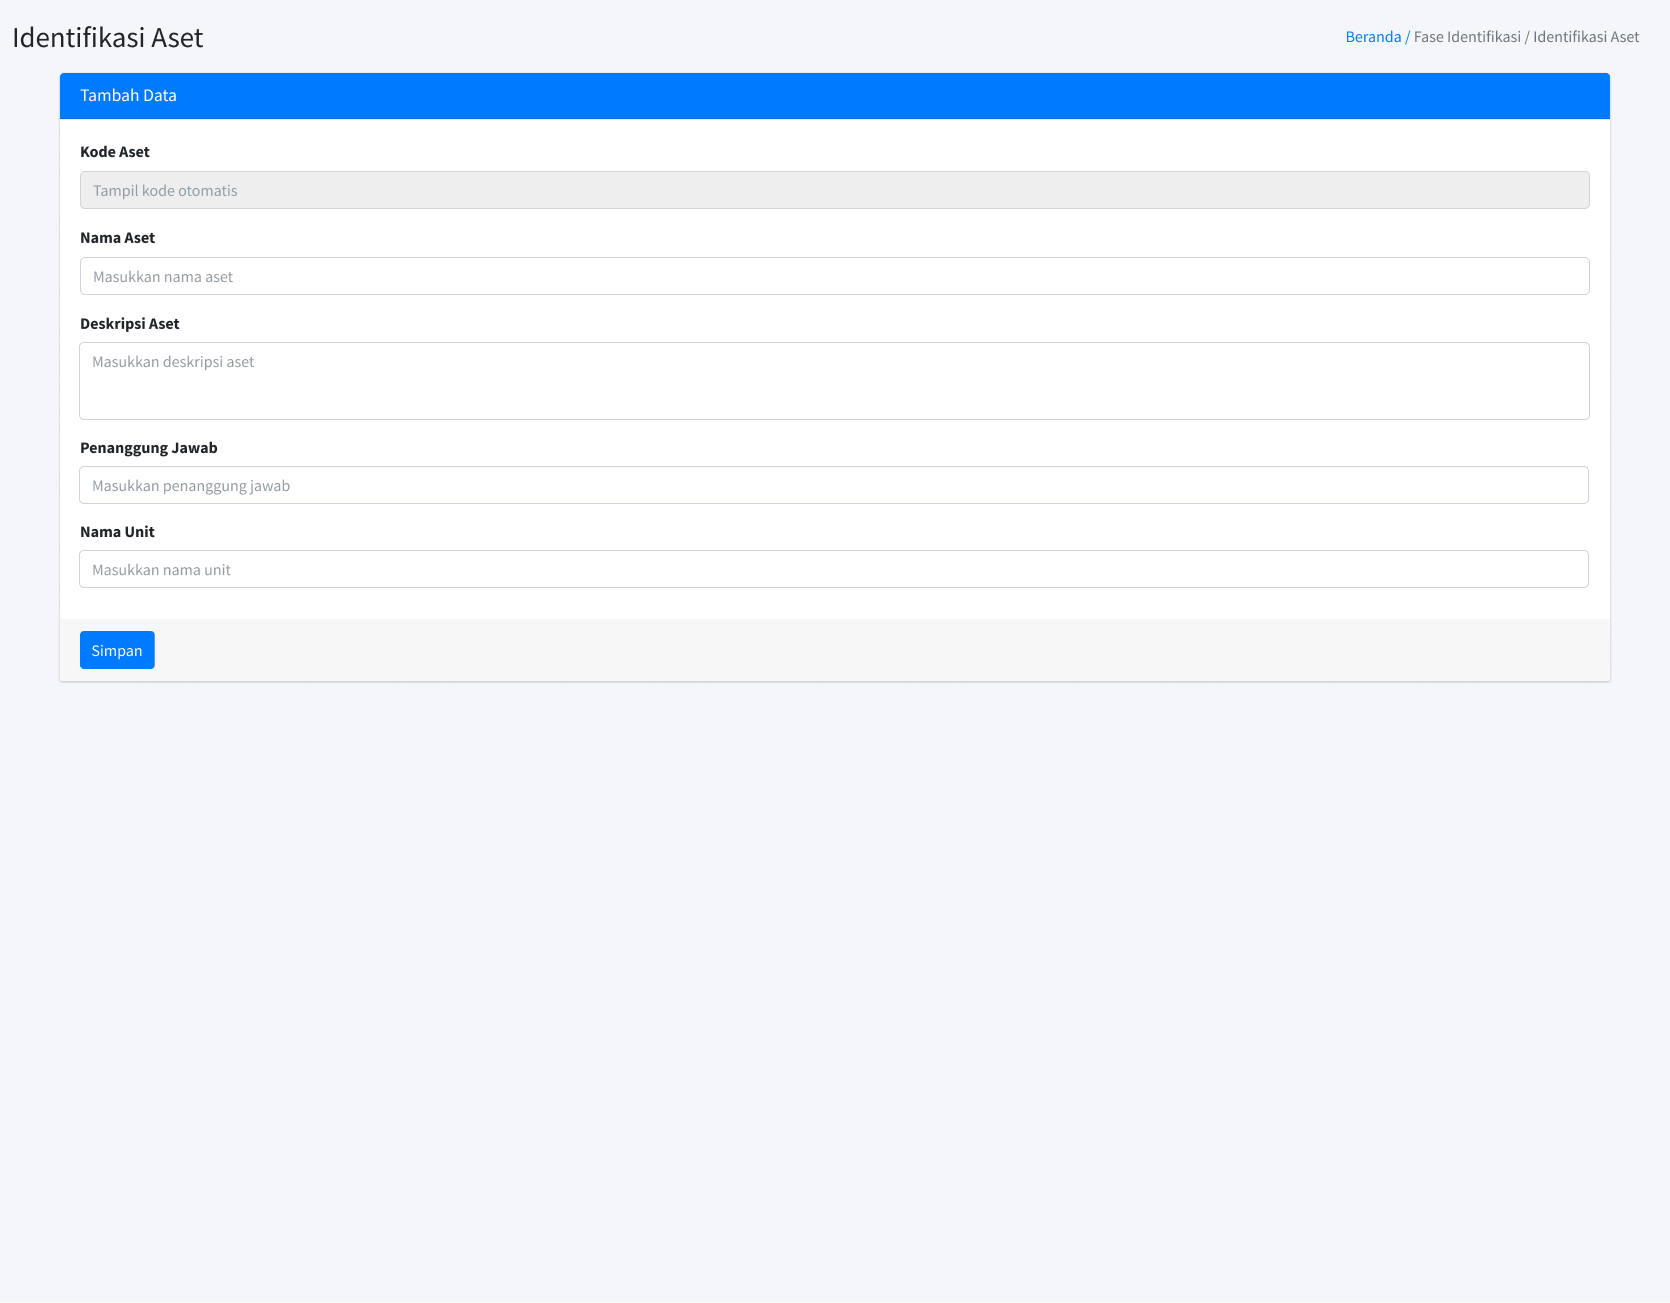 Identifikasi Aset
Beranda / Fase Identifikasi / Identifikasi Aset
Tambah Data
Kode Aset
Tampil kode otomatis
Nama Aset
Masukkan nama aset
Deskripsi Aset
Masukkan deskripsi aset
Penanggung Jawab
Masukkan penanggung jawab
Nama Unit
Masukkan nama unit
Simpan